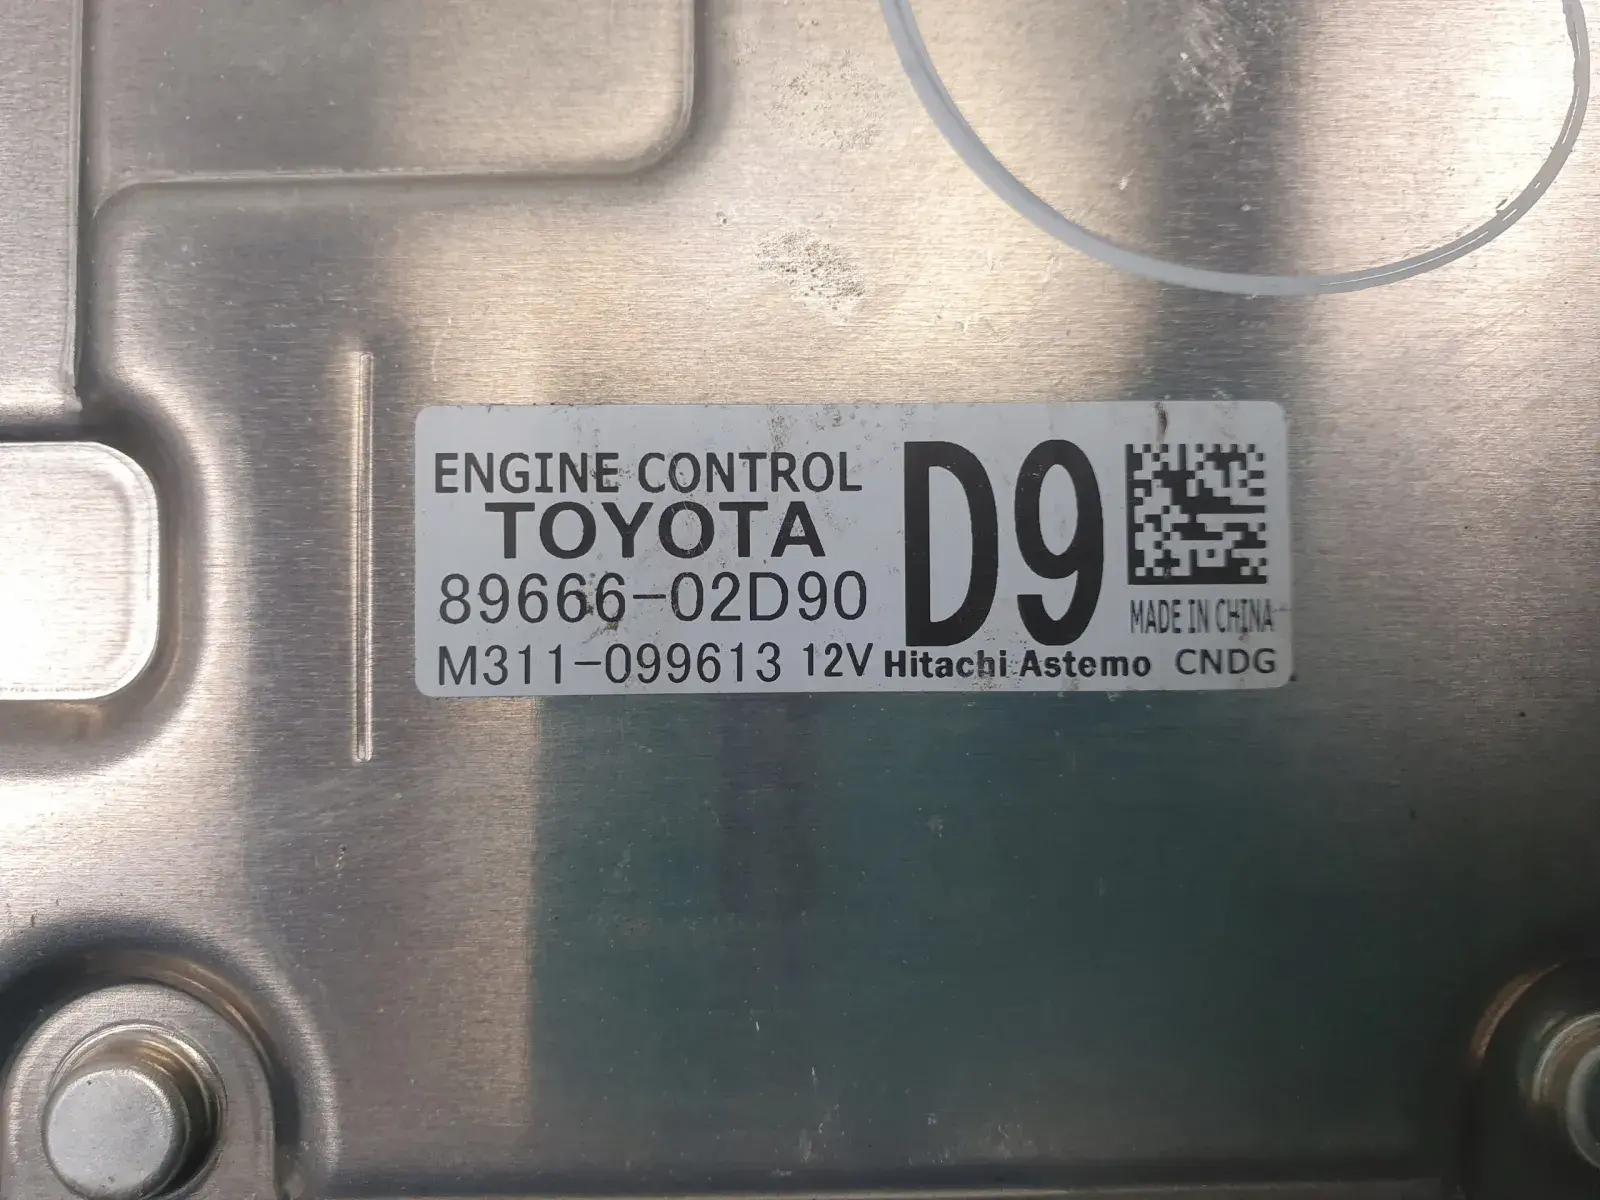 ENGINE CONTROL
TOYOTA
89666-02D90
D9
MADE IN CHINA
M311-099613 12V Hitachi Astemo CNDG